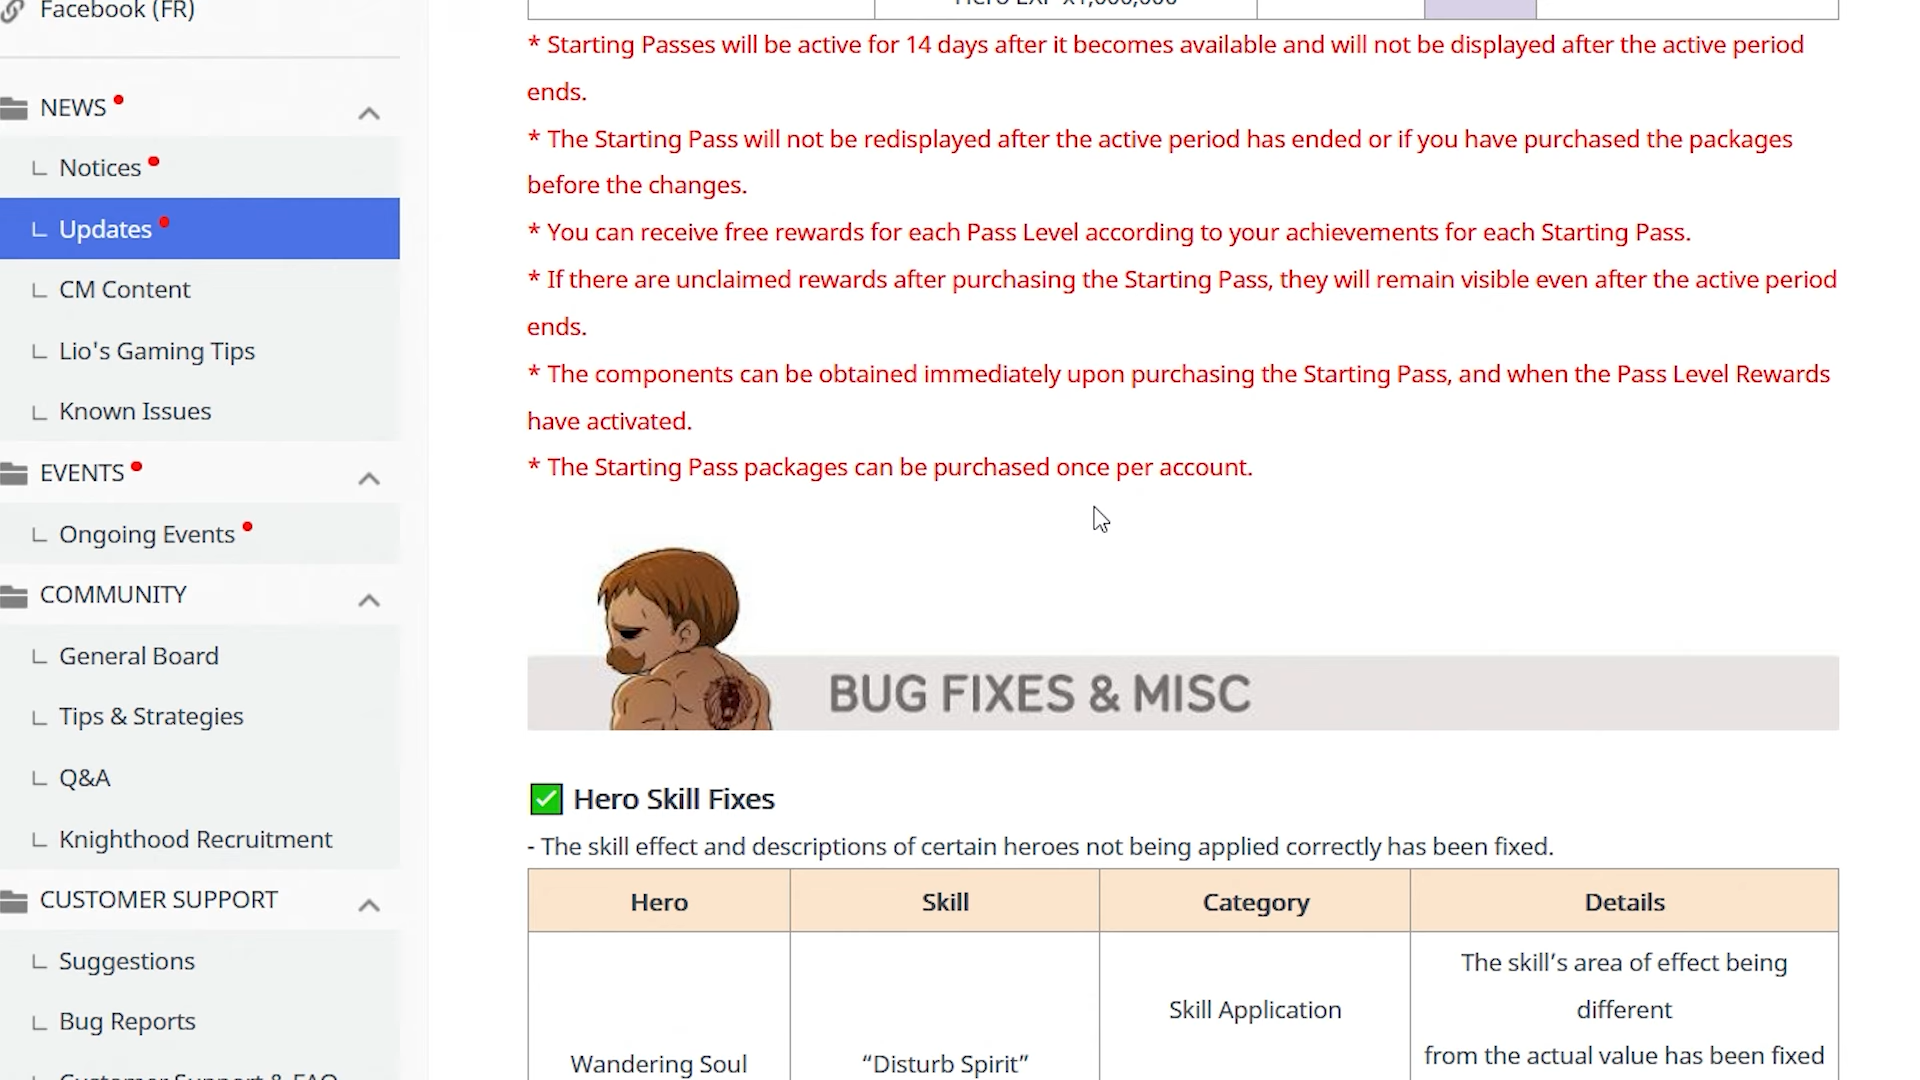 Facebook (FR)
NEWS
Notices
Updates
CM Content
Lio's Gaming Tips
Known Issues
EVENTS
Ongoing Events
COMMUNITY
General Board
Tips & Strategies
Q&A
Knighthood Recruitment
CUSTOMER SUPPORT
Suggestions
Bug Reports
Customer Support & FAQ
Hero EXP x1,000,000
* Starting Passes will be active for 14 days after it becomes available and will not be displayed after the active period
ends.
* The Starting Pass will not be redisplayed after the active period has ended or if you have purchased the packages
before the changes.
* You can receive free rewards for each Pass Level according to your achievements for each Starting Pass.
* If there are unclaimed rewards after purchasing the Starting Pass, they will remain visible even after the active period
ends.
* The components can be obtained immediately upon purchasing the Starting Pass, and when the Pass Level Rewards
have activated.
* The Starting Pass packages can be purchased once per account.
BUG FIXES & MISC
Hero Skill Fixes
- The skill effect and descriptions of certain heroes not being applied correctly has been fixed.
Hero Skill Category Details
Wandering Soul
“Disturb Spirit”
Skill Application
The skill’s area of effect being
different
from the actual value has been fixed